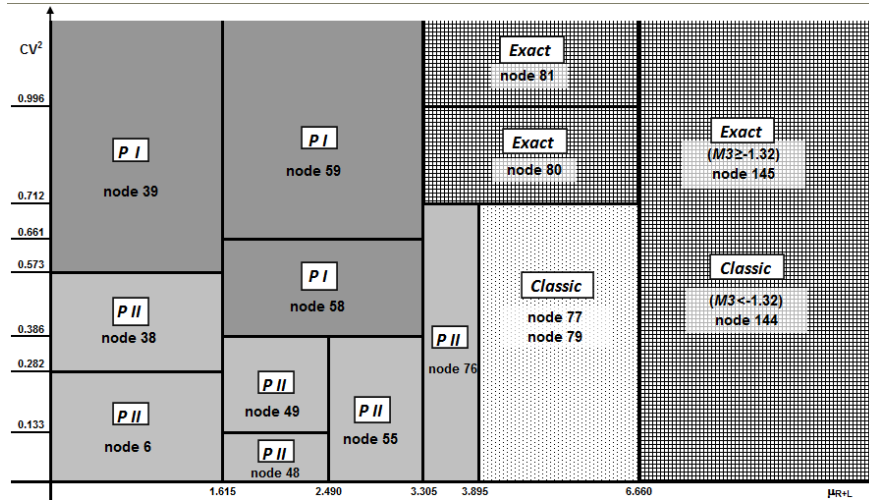 CV2
0.996
0.712
0.661
0.573
0.386
0.282
0.133
P I
node 39
P II
node 38
P II
node 6
P I
node 59
P I
node 58
P II
node 49
P II
node 48
P II
node 55
Exact
node 81
Exact
node 80
P II
node 76
Classic
node 77
node 79
Exact
(M3≥-1.32)
node 145
Classic
(M3<-1.32)
node 144
1.615 2.490 3.305 3.895 6.660 μR+L